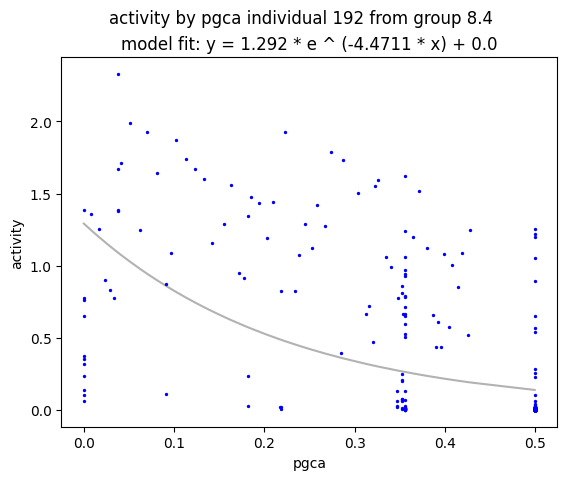 activity by pgca individual 192 from group 8.4
model fit: y = 1.292 * e ^ (-4.4711 * x) + 0.0
activity
2.0
1.5
1.0
0.5
0.0
0.0 0.1 0.2 0.3 0.4 0.5
pgca